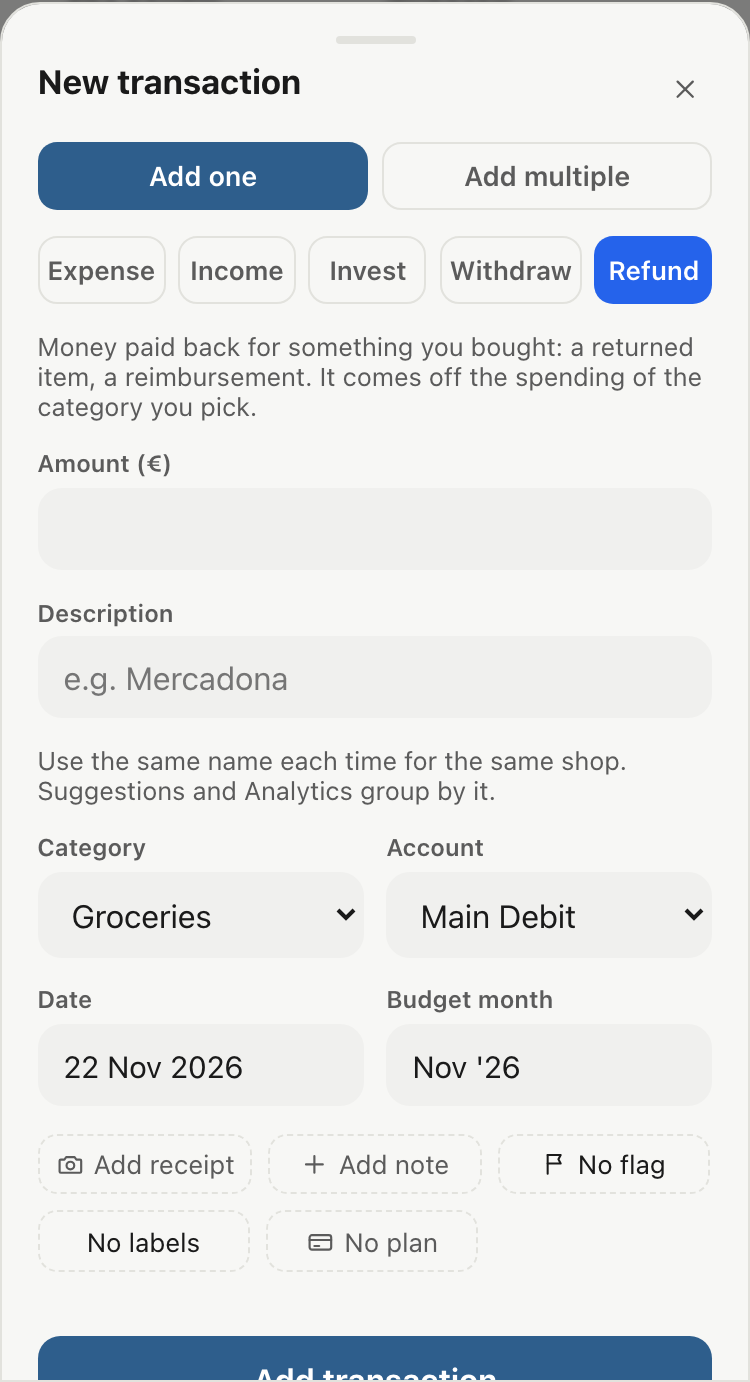 New transaction
Add one
Add multiple
Expense
Income
Invest
Withdraw
Refund
Money paid back for something you bought: a returned
item, a reimbursement. It comes off the spending of the
category you pick.
Amount (€)
Description
e.g. Mercadona
Use the same name each time for the same shop.
Suggestions and Analytics group by it.
Category
Account
Groceries
Main Debit
Date
Budget month
22 Nov 2026
Nov '26
Add receipt
Add note
No flag
No labels
No plan
Add transaction